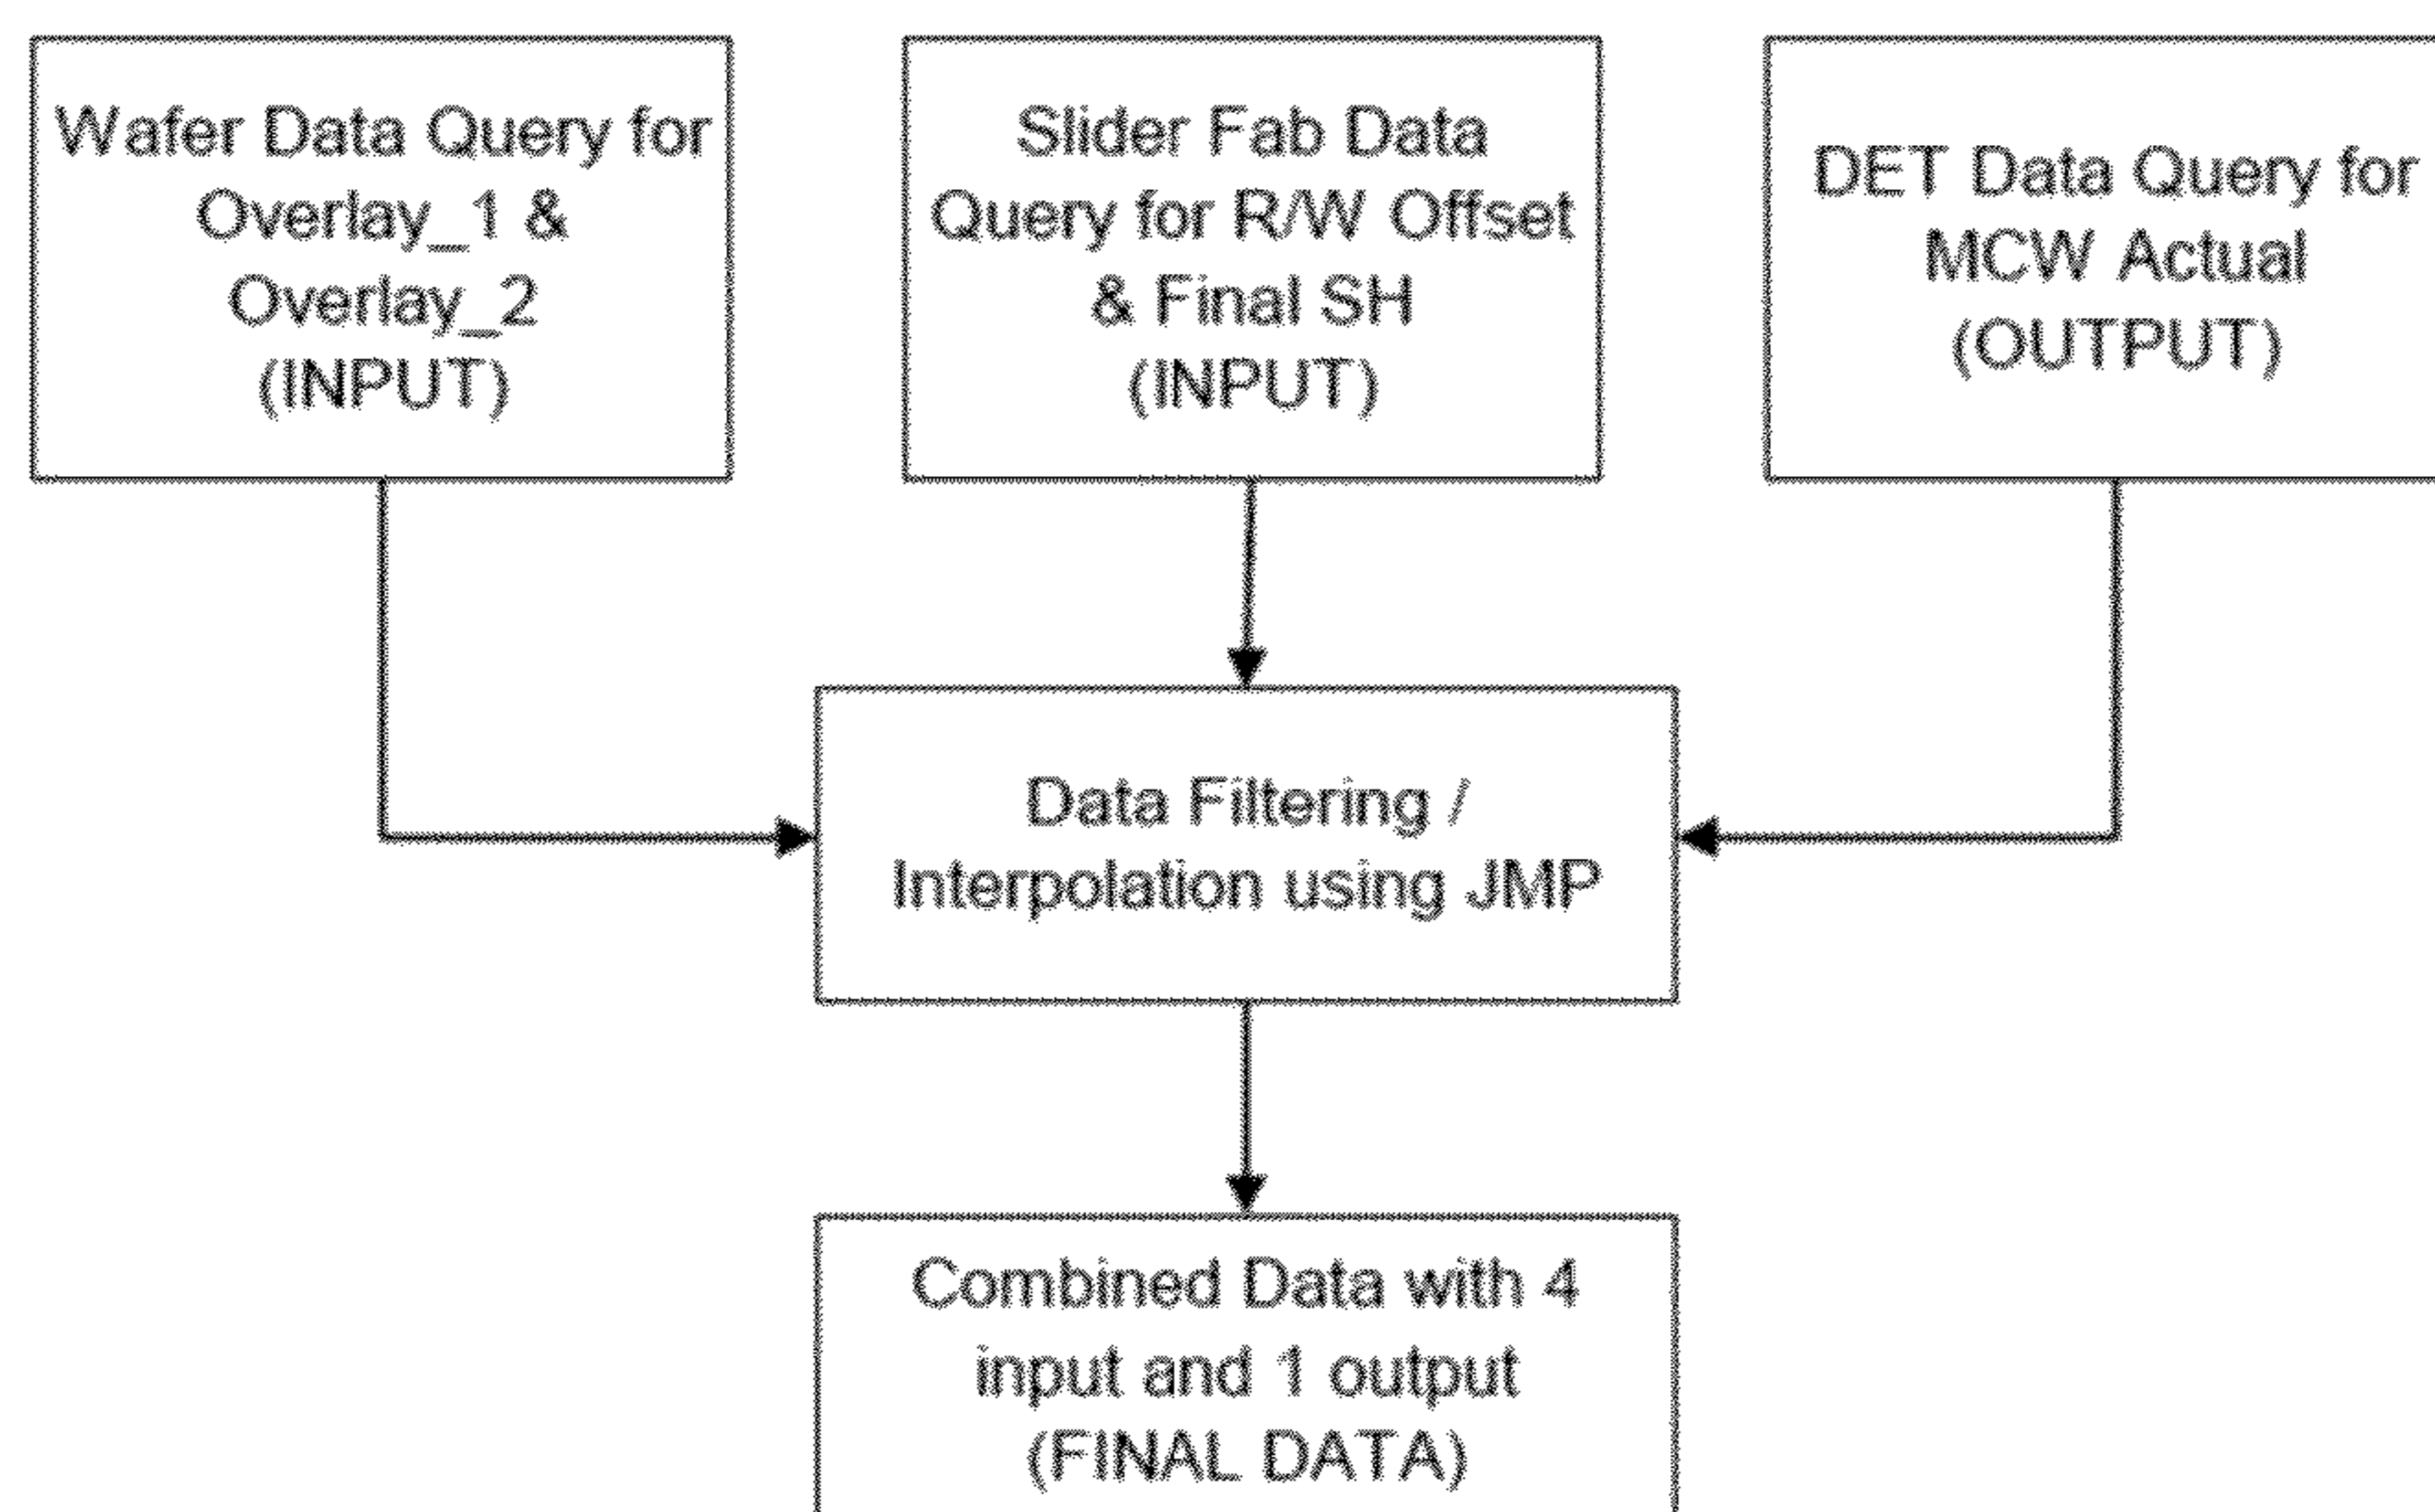 Wafer Data Query for
Overlay_1 &
Overlay_2
(INPUT)
Slider Fab Data
Query for R/W Offset
& Final SH
(INPUT)
DET Data Query for
MCW Actual
(OUTPUT)
Data Filtering /
Interpolation using JMP
Combined Data with 4
input and 1 output
(FINAL DATA)